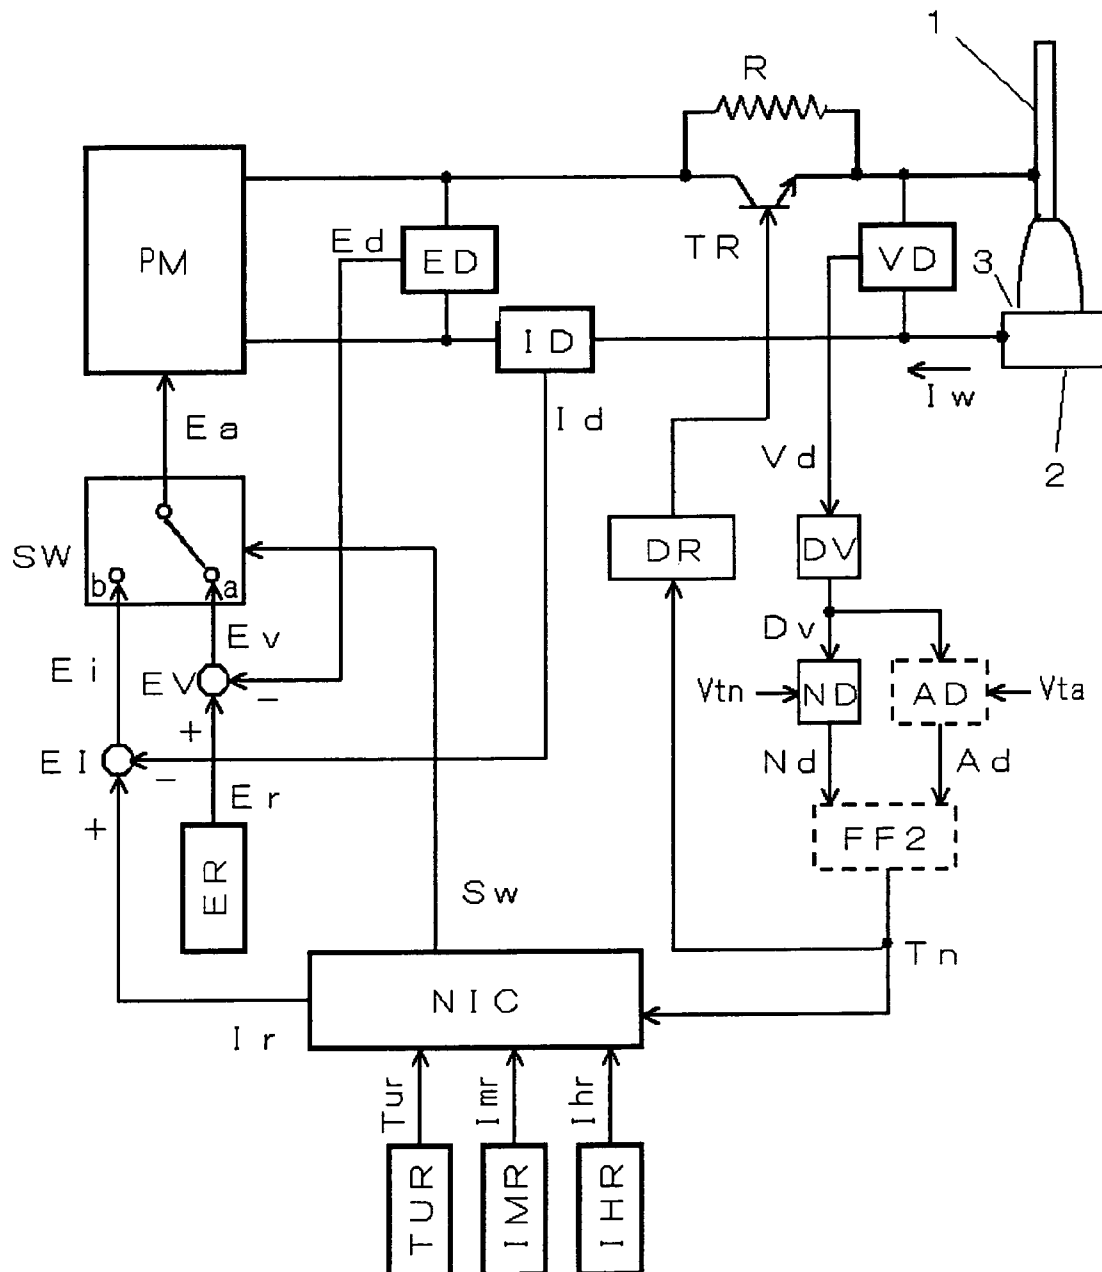 1
R
PM
Ed
ED
TR
VD
3
ID
Iw
2
Ea
Id
Vd
SW
b
a
DR
DV
Ev
Dv
Ei
EV
−
+
Vtn
ND
AD
Vta
EI
−
+
Er
Nd
Ad
FF2
ER
Sw
Tn
NIC
Ir
Tur
Imr
Ihr
TUR
IMR
IHR